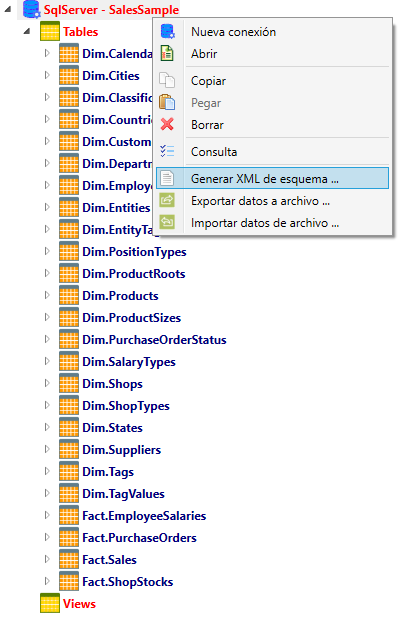 SqlServer - SalesSample
Tables
Dim.Calenda
Dim.Cities
Dim.Classific
Dim.Countrie
Dim.Custom
Dim.Departm
Dim.Employe
Dim.Entities
Dim.EntityTa
Dim.PositionTypes
Dim.ProductRoots
Dim.Products
Dim.ProductSizes
Dim.PurchaseOrderStatus
Dim.SalaryTypes
Dim.Shops
Dim.ShopTypes
Dim.States
Dim.Suppliers
Dim.Tags
Dim.TagValues
Fact.EmployeeSalaries
Fact.PurchaseOrders
Fact.Sales
Fact.ShopStocks
Views
Nueva conexión
Abrir
Copiar
Pegar
Borrar
Consulta
Generar XML de esquema ...
Exportar datos a archivo ...
Importar datos de archivo ...